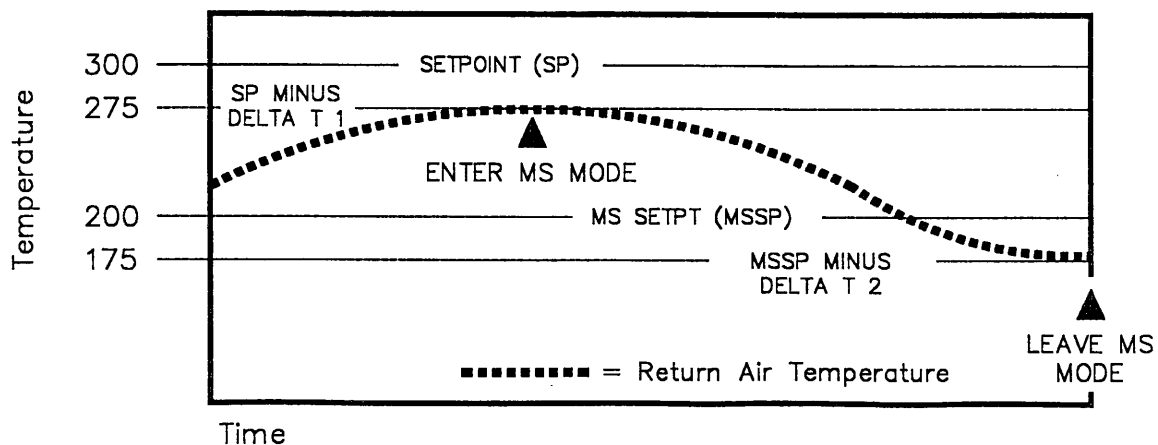 Temperature
300
SETPOINT (SP)
SP MINUS
DELTA T 1
275
ENTER MS MODE
200
MS SETPT (MSSP)
175
MSSP MINUS
DELTA T 2
LEAVE MS
MODE
= Return Air Temperature
Time